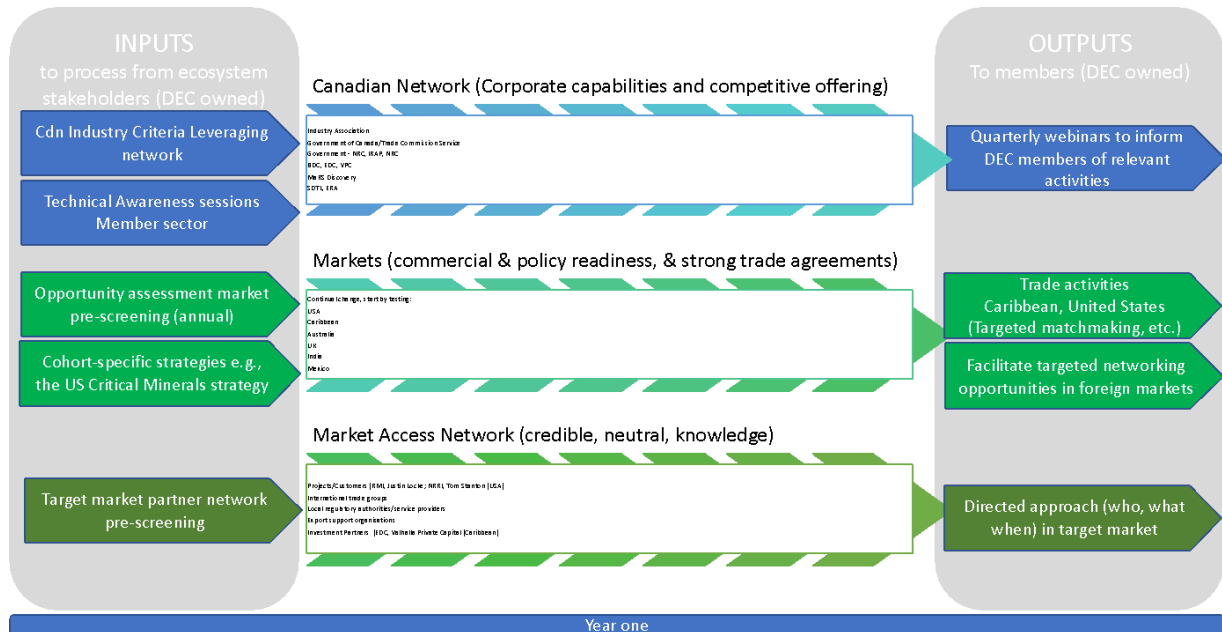 INPUTS
to process from ecosystem
stakeholders (DEC owned)
Cdn Industry Criteria Leveraging
network
Technical Awareness sessions
Member sector
Opportunity assessment market
pre-screening (annual)
Cohort-specific strategies e.g.,
the US Critical Minerals strategy
Target market partner network
pre-screening
Canadian Network (Corporate capabilities and competitive offering)
Industry Association
Government of Canada/Trade Commission Service
Government - NRC, IRAP, NRC
BDC, EDC, VPC
MaRS Discovery
SDTC, ERA
Markets (commercial & policy readiness, & strong trade agreements)
Continual change, start by testing:
USA
Caribbean
Australia
UK
India
Mexico
Market Access Network (credible, neutral, knowledge)
Projects/Customers (RMI, Justin Locke; NRRI, Tom Stanton (USA)
International trade groups
Local regulatory authorities/service providers
Export support organisations
Investment Partners (EDC, Valhalla Private Capital (Caribbean)
OUTPUTS
To members (DEC owned)
Quarterly webinars to inform
DEC members of relevant
activities
Trade activities
Caribbean, United States
(Targeted matchmaking, etc.)
Facilitate targeted networking
opportunities in foreign markets
Directed approach (who, what
when) in target market
Year one